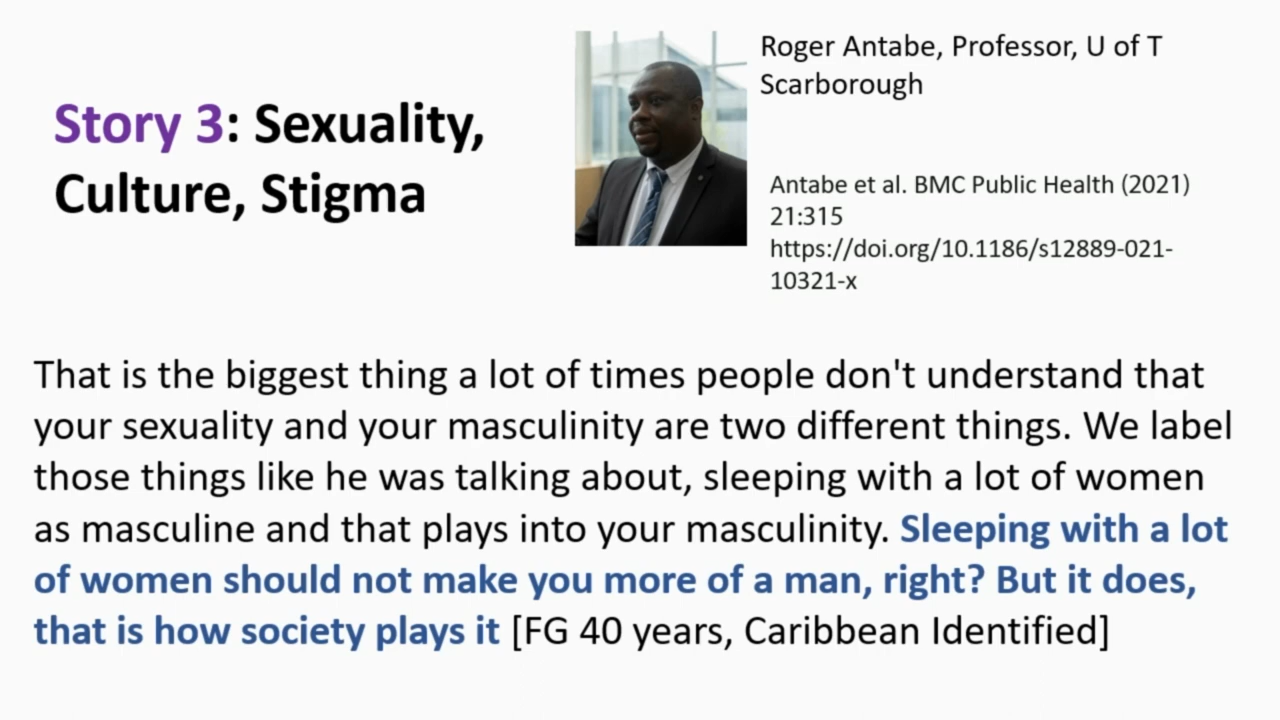 Story 3: Sexuality,
Culture, Stigma
Roger Antabe, Professor, U of T
Scarborough
Antabe et al. BMC Public Health (2021)
21:315
https://doi.org/10.1186/s12889-021-
10321-x
That is the biggest thing a lot of times people don't understand that
your sexuality and your masculinity are two different things. We label
those things like he was talking about, sleeping with a lot of women
as masculine and that plays into your masculinity. Sleeping with a lot
of women should not make you more of a man, right? But it does,
that is how society plays it [FG 40 years, Caribbean Identified]